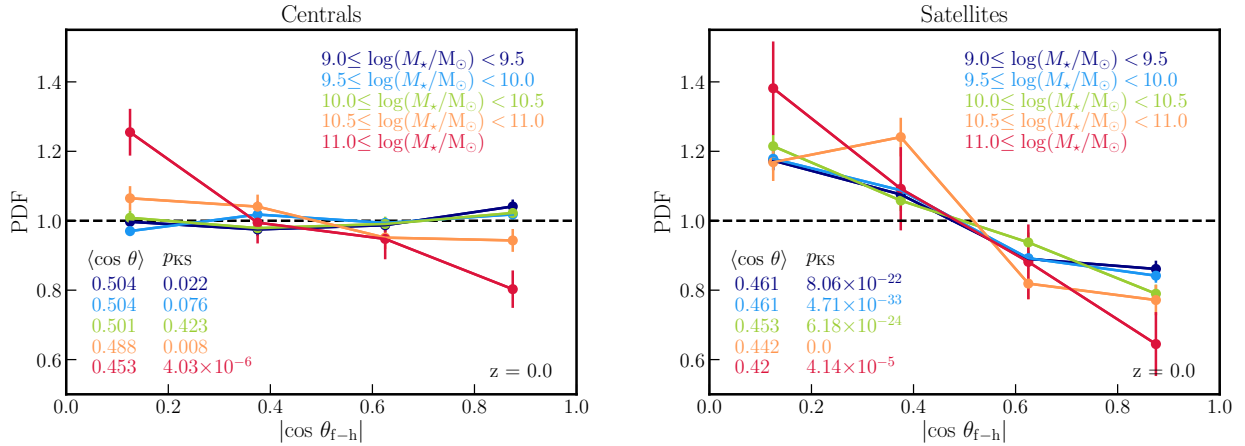 Centrals
PDF
1.4
1.2
1.0
0.8
0.6
9.0≤ log(M⋆/M⊙) < 9.5
9.5≤ log(M⋆/M⊙) < 10.0
10.0≤ log(M⋆/M⊙) < 10.5
10.5≤ log(M⋆/M⊙) < 11.0
11.0≤ log(M⋆/M⊙)
⟨cos θ⟩ pKS
0.504 0.022
0.504 0.076
0.501 0.423
0.488 0.008
0.453 4.03×10⁻⁶
z = 0.0
0.0 0.2 0.4 0.6 0.8 1.0
|cos θf−h|
Satellites
PDF
1.4
1.2
1.0
0.8
0.6
9.0≤ log(M⋆/M⊙) < 9.5
9.5≤ log(M⋆/M⊙) < 10.0
10.0≤ log(M⋆/M⊙) < 10.5
10.5≤ log(M⋆/M⊙) < 11.0
11.0≤ log(M⋆/M⊙)
⟨cos θ⟩ pKS
0.461 8.06×10⁻²²
0.461 4.71×10⁻³³
0.453 6.18×10⁻²⁴
0.442 0.0
0.42 4.14×10⁻⁵
z = 0.0
0.0 0.2 0.4 0.6 0.8 1.0
|cos θf−h|